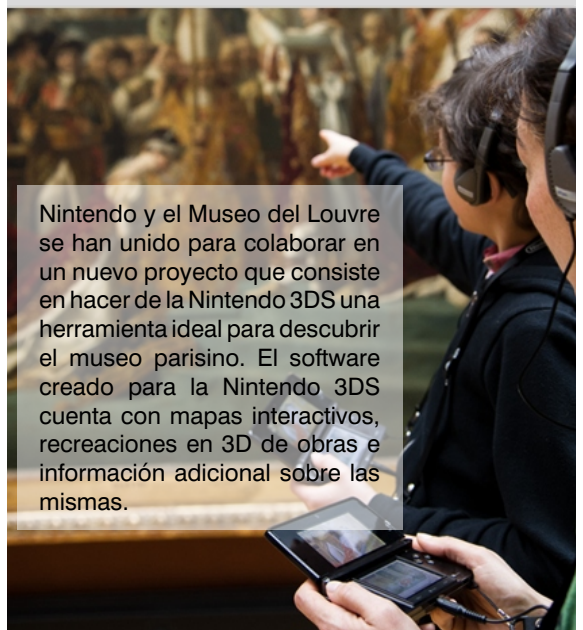 Nintendo y el Museo del Louvre
se han unido para colaborar en
un nuevo proyecto que consiste
en hacer de la Nintendo 3DS una
herramienta ideal para descubrir
el museo parisino. El software
creado para la Nintendo 3DS
cuenta con mapas interactivos,
recreaciones en 3D de obras e
información adicional sobre las
mismas.